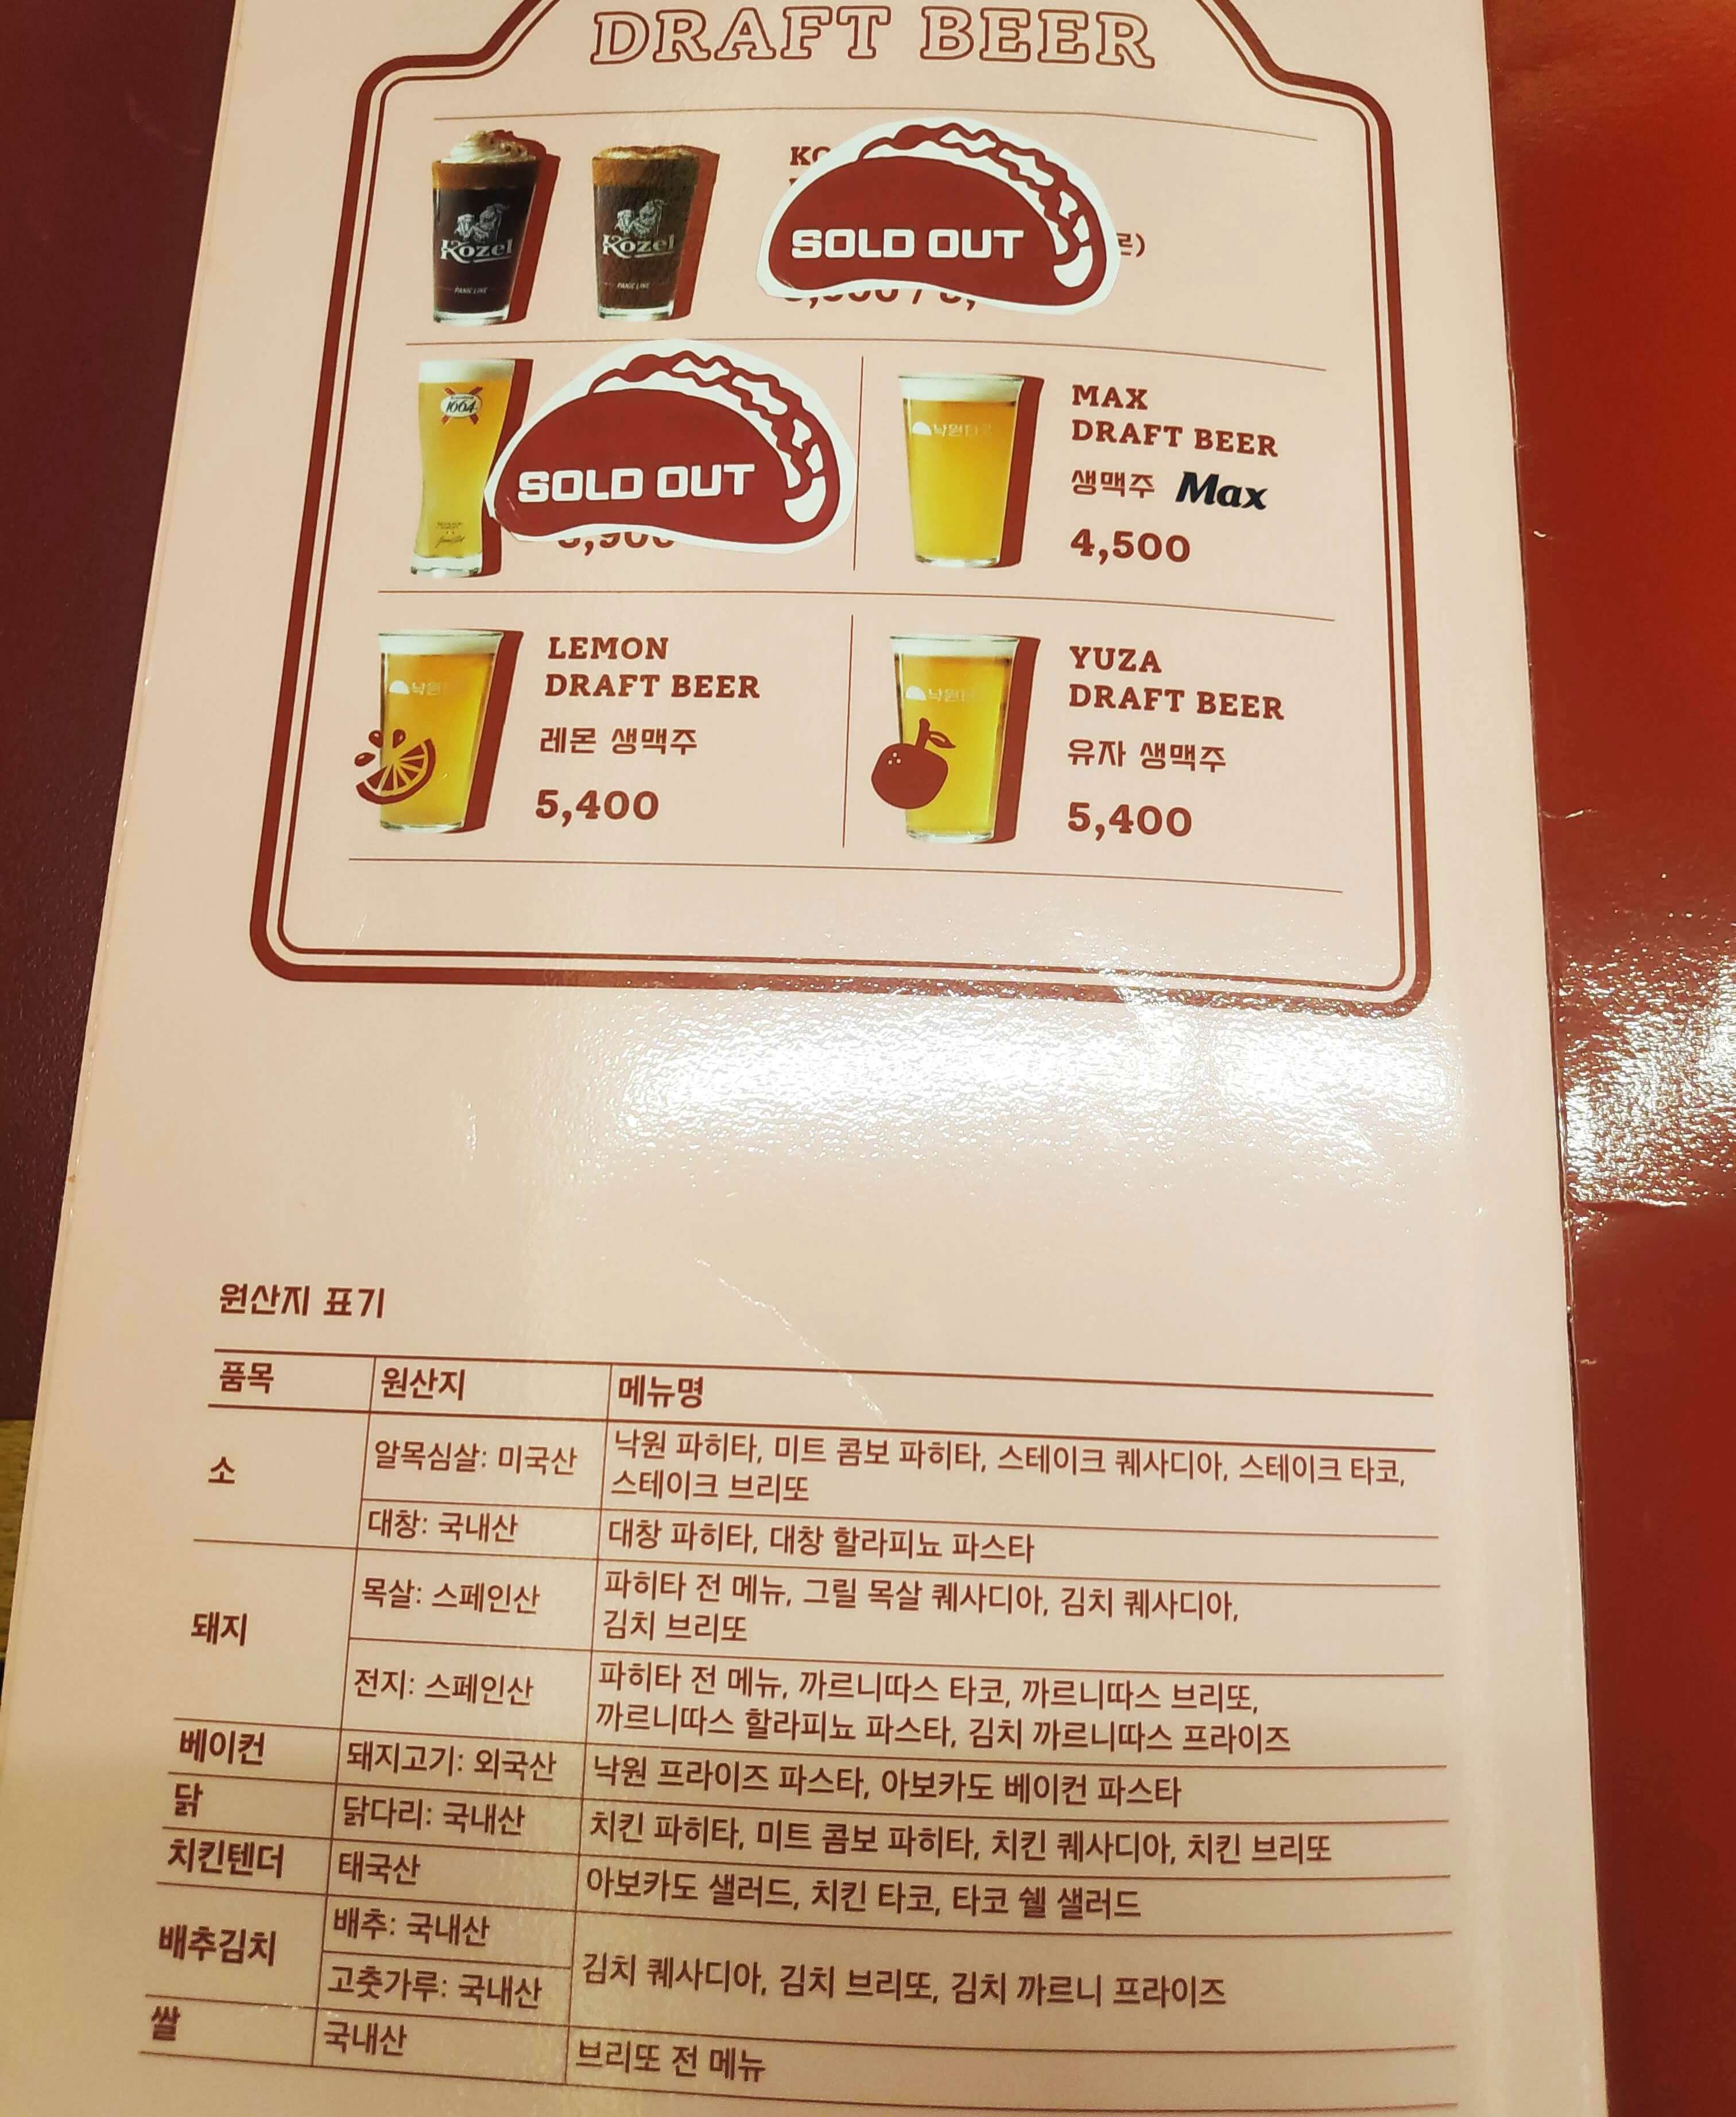 DRAFT BEER
Kozel
Kozel
SOLD OUT
1664
SOLD OUT
MAX
DRAFT BEER
생맥주 Max
4,500
LEMON
DRAFT BEER
레몬 생맥주
5,400
YUZA
DRAFT BEER
유자 생맥주
5,400
원산지 표기
품목 원산지 메뉴명
소 알목심살: 미국산 낙원 파히타, 미트 콤보 파히타, 스테이크 퀘사디아, 스테이크 타코,
스테이크 브리또
대창: 국내산 대창 파히타, 대창 할라피뇨 파스타
돼지 목살: 스페인산 파히타 전 메뉴, 그릴 목살 퀘사디아, 김치 퀘사디아,
김치 브리또
전지: 스페인산 파히타 전 메뉴, 까르니따스 타코, 까르니따스 브리또,
까르니따스 할라피뇨 파스타, 김치 까르니따스 프라이즈
베이컨 돼지고기: 외국산 낙원 프라이즈 파스타, 아보카도 베이컨 파스타
닭 닭다리: 국내산 치킨 파히타, 미트 콤보 파히타, 치킨 퀘사디아, 치킨 브리또
치킨텐더 태국산 아보카도 샐러드, 치킨 타코, 타코 쉘 샐러드
배추김치 배추: 국내산
고춧가루: 국내산 김치 퀘사디아, 김치 브리또, 김치 까르니 프라이즈
쌀 국내산 브리또 전 메뉴